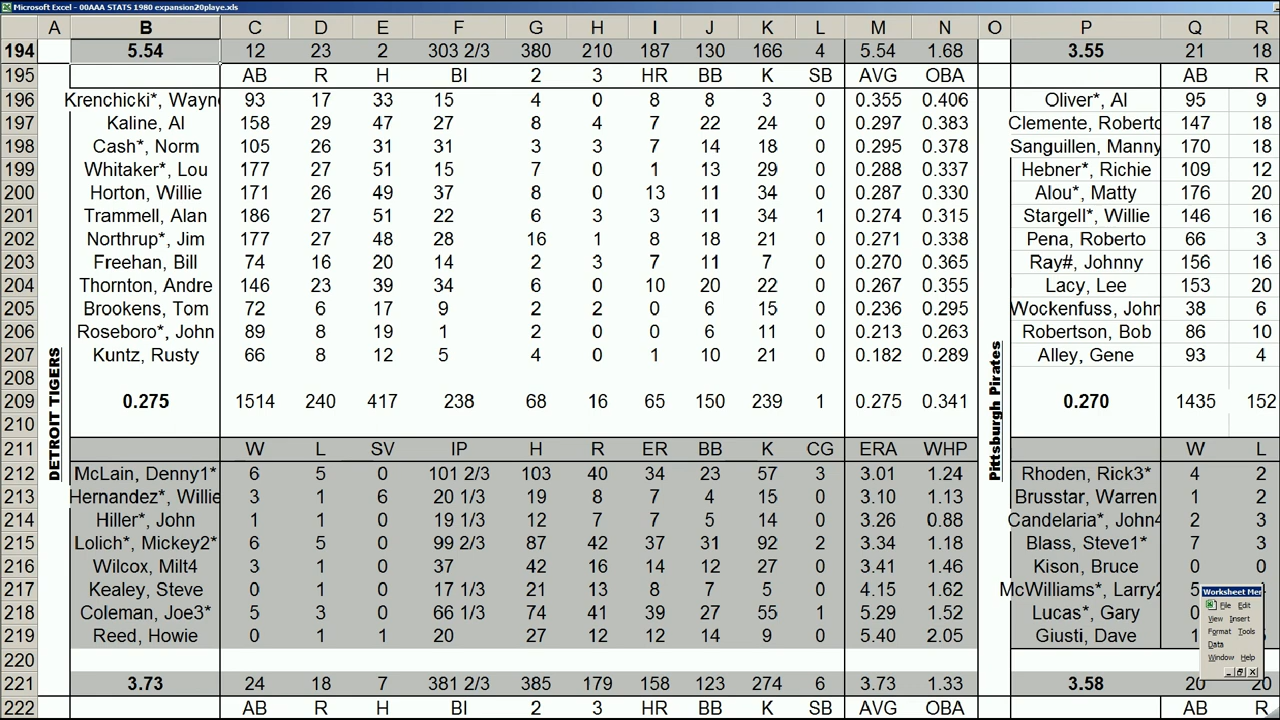 Microsoft Excel - 00AAA STATS 1980 expansion20playe.xls
A B C D E F G H I J K L M N O P Q R
194 5.54 12 23 2 303 2/3 380 210 187 130 166 4 5.54 1.68 3.55 21 18
195 AB R H BI 2 3 HR BB K SB AVG OBA AB R
196 Krenchicki*, Wayn 93 17 33 15 4 0 8 8 3 0 0.355 0.406 Oliver*, Al 95 9
197 Kaline, Al 158 29 47 27 8 4 7 22 24 0 0.297 0.383 Clemente, Roberto 147 18
198 Cash*, Norm 105 26 31 31 3 3 7 14 18 0 0.295 0.378 Sanguillen, Manny 170 18
199 Whitaker*, Lou 177 27 51 15 7 0 1 13 29 0 0.288 0.337 Hebner*, Richie 109 12
200 Horton, Willie 171 26 49 37 8 0 13 11 34 0 0.287 0.330 Alou*, Matty 176 20
201 Trammell, Alan 186 27 51 22 6 3 3 11 34 1 0.274 0.315 Stargell*, Willie 146 16
202 Northrup*, Jim 177 27 48 28 16 1 8 18 21 0 0.271 0.338 Pena, Roberto 66 3
203 Freehan, Bill 74 16 20 14 2 3 7 11 7 0 0.270 0.365 Ray#, Johnny 156 16
204 Thornton, Andre 146 23 39 34 6 0 10 20 22 0 0.267 0.355 Lacy, Lee 153 20
205 Brookens, Tom 72 6 17 9 2 2 0 6 15 0 0.236 0.295 Wockenfuss, John 38 6
206 Roseboro*, John 89 8 19 1 2 0 0 6 11 0 0.213 0.263 Robertson, Bob 86 10
207 Kuntz, Rusty 66 8 12 5 4 0 1 10 21 0 0.182 0.289 Alley, Gene 93 4
208
209 0.275 1514 240 417 238 68 16 65 150 239 1 0.275 0.341 0.270 1435 152
210
DETROIT TIGERS
Pittsburgh Pirates
211 W L SV IP H R ER BB K CG ERA WHP W L
212 McLain, Denny1* 6 5 0 101 2/3 103 40 34 23 57 3 3.01 1.24 Rhoden, Rick3* 4 2
213 Hernandez*, Willie 3 1 6 20 1/3 19 8 7 4 15 0 3.10 1.13 Brusstar, Warren 1 2
214 Hiller*, John 1 1 0 19 1/3 12 7 7 5 14 0 3.26 0.88 Candelaria*, John4 2 3
215 Lolich*, Mickey2* 6 5 0 99 2/3 87 42 37 31 92 2 3.34 1.18 Blass, Steve1* 7 3
216 Wilcox, Milt4 3 1 0 37 42 16 14 12 27 0 3.41 1.46 Kison, Bruce 0 0
217 Kealey, Steve 0 1 0 17 1/3 21 13 8 7 5 0 4.15 1.62 McWilliams*, Larry2 5
218 Coleman, Joe3* 5 3 0 66 1/3 74 41 39 27 55 1 5.29 1.52 Lucas*, Gary 0
219 Reed, Howie 0 1 1 20 27 12 12 14 9 0 5.40 2.05 Giusti, Dave 1
220
221 3.73 24 18 7 381 2/3 385 179 158 123 274 6 3.73 1.33 3.58 20 20
222 AB R H BI 2 3 HR BB K SB AVG OBA AB R
Worksheet Mer
File Edit
View Insert
Format Tools
Data
Window Help